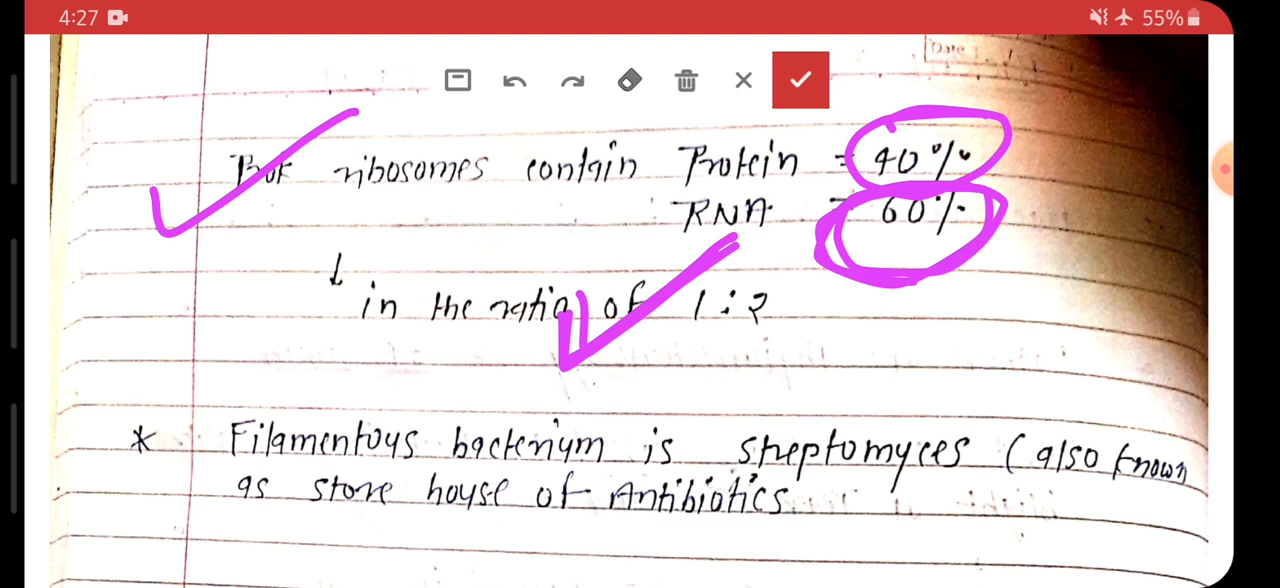 4:27 55%
Date
ribosomes contain Protein = 40%
RNA = 60%
↓
in the ratio of 1:2
* Filamentous bacterium is streptomyces (also known
as store house of Antibiotics